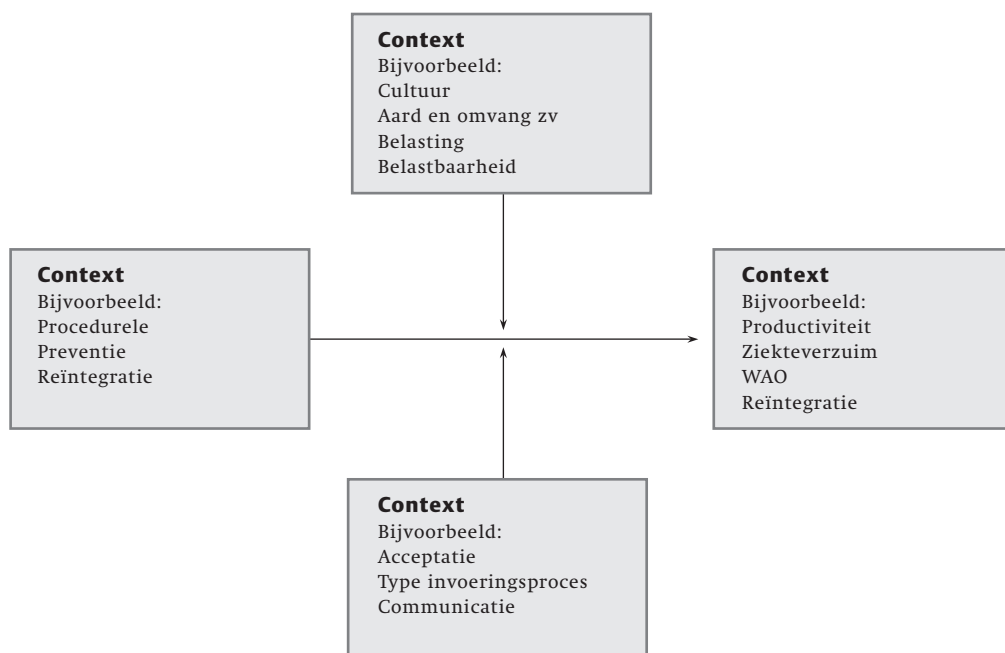 Context
Bijvoorbeeld:
Cultuur
Aard en omvang zv
Belasting
Belastbaarheid
Context
Bijvoorbeeld:
Procedurele
Preventie
Reïntegratie
Context
Bijvoorbeeld:
Productiviteit
Ziekteverzuim
WAO
Reïntegratie
Context
Bijvoorbeeld:
Acceptatie
Type invoeringsproces
Communicatie